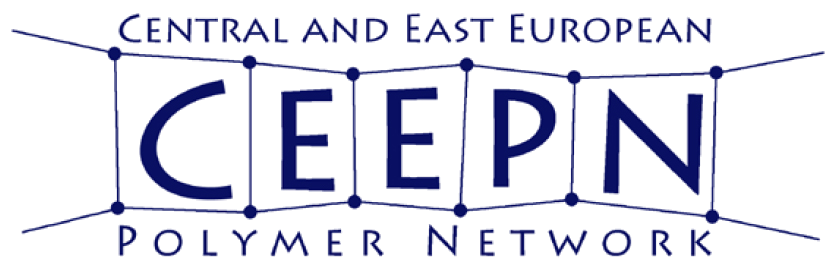 CENTRAL AND EAST EUROPEAN
CEEPN
POLYMER NETWORK